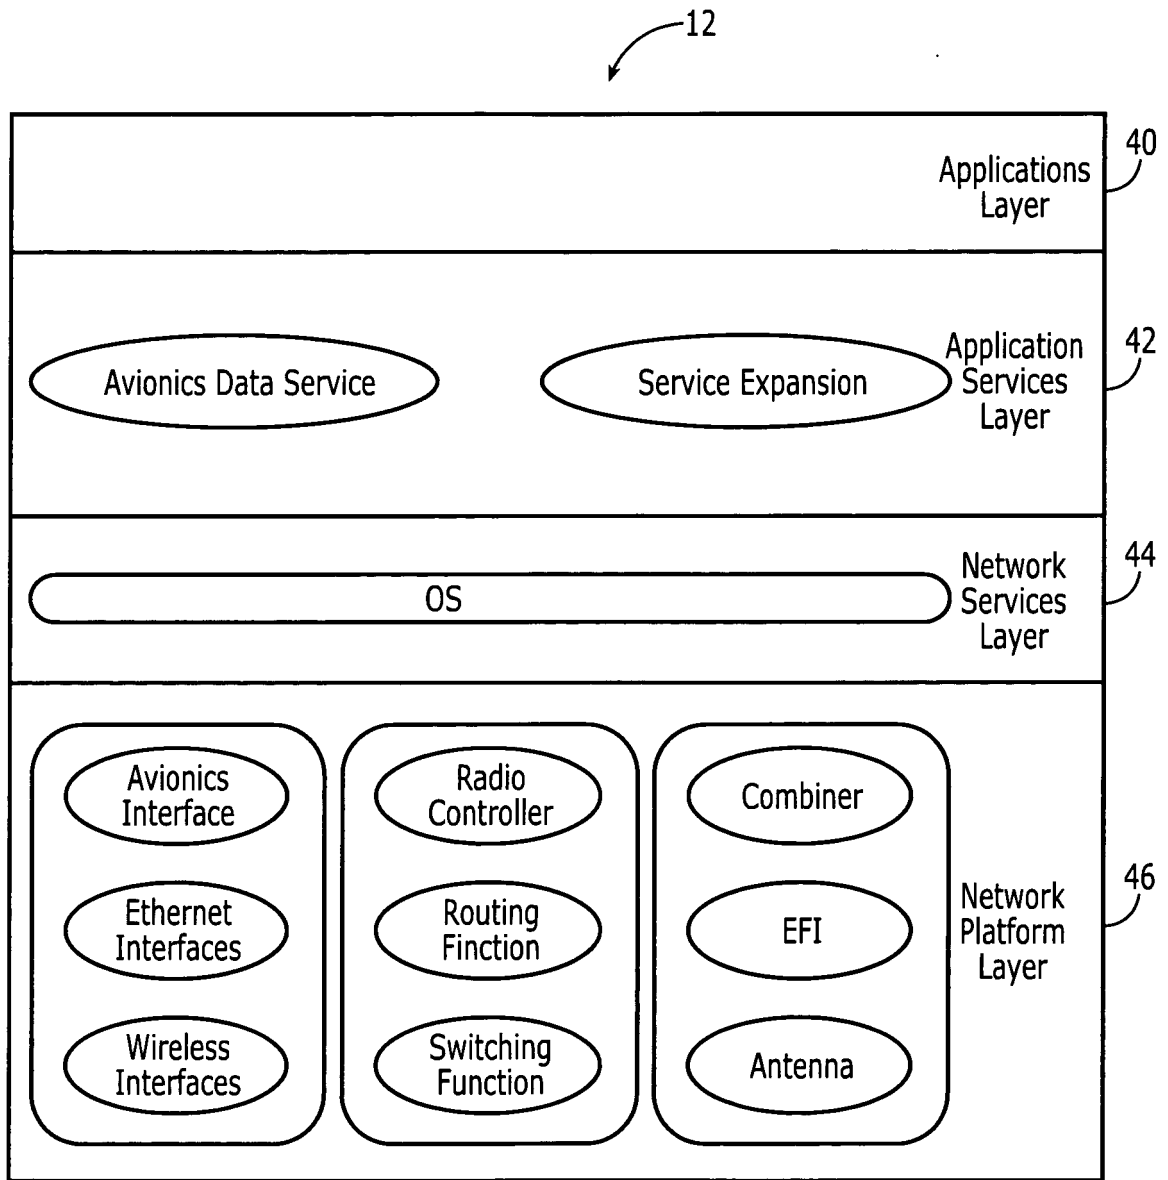 12
40
Applications
Layer
42
Application
Services
Layer
Avionics Data Service
Service Expansion
44
Network
Services
Layer
OS
Avionics
Interface
Radio
Controller
Combiner
46
Network
Platform
Layer
Ethernet
Interfaces
Routing
Finction
EFI
Wireless
Interfaces
Switching
Function
Antenna